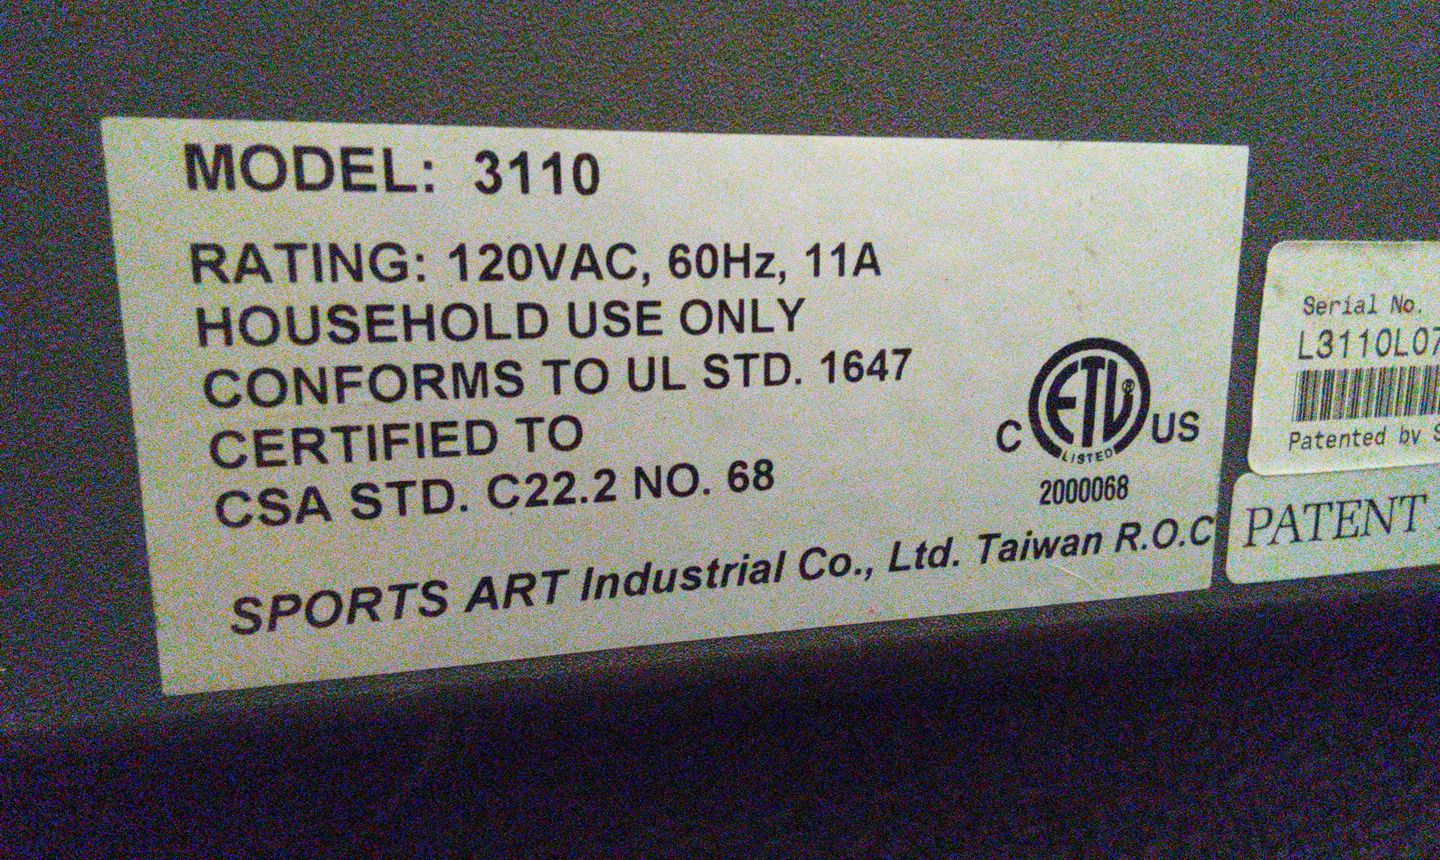 MODEL: 3110
RATING: 120VAC, 60Hz, 11A
HOUSEHOLD USE ONLY
CONFORMS TO UL STD. 1647
CERTIFIED TO
CSA STD. C22.2 NO. 68
C ETL® US
LISTED
2000068
SPORTS ART Industrial Co., Ltd. Taiwan R.O.C
Serial No.
L3110L07
Patented by S
PATENT